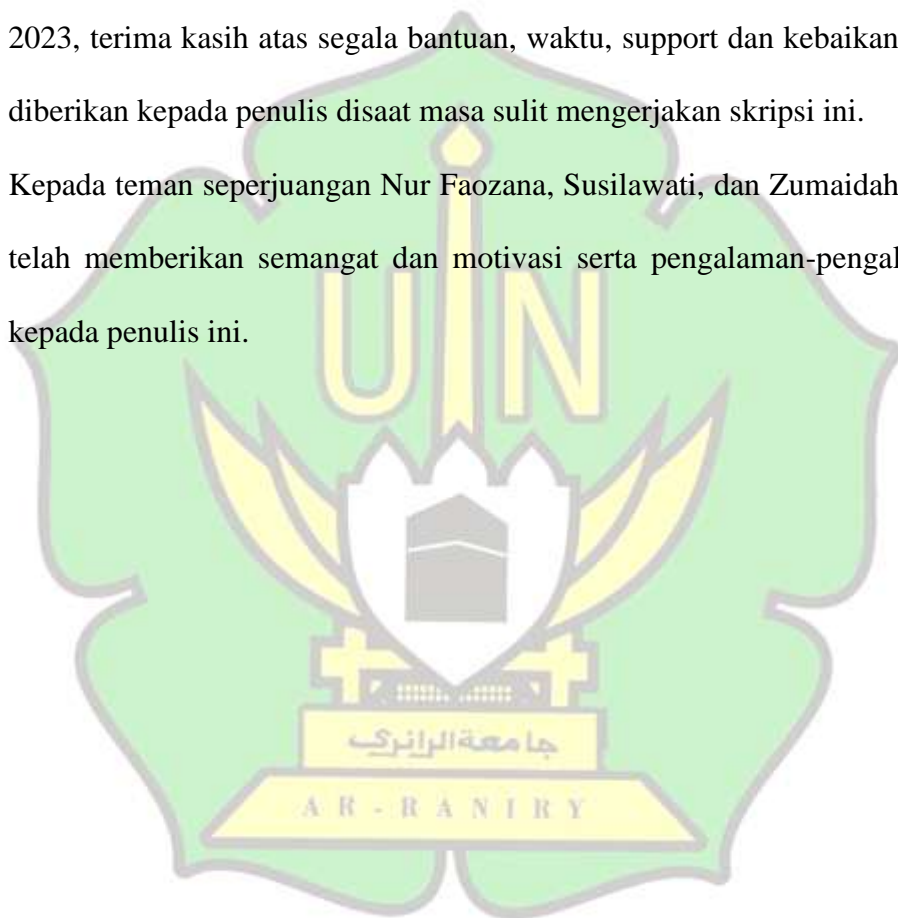 2023, terima kasih atas segala bantuan, waktu, support dan kebaikan
diberikan kepada penulis disaat masa sulit mengerjakan skripsi ini.
Kepada teman seperjuangan Nur Faozana, Susilawati, dan Zumaidah
telah memberikan semangat dan motivasi serta pengalaman-pengal
kepada penulis ini.
UIN
جامعة الرانري
AR-RANIRY